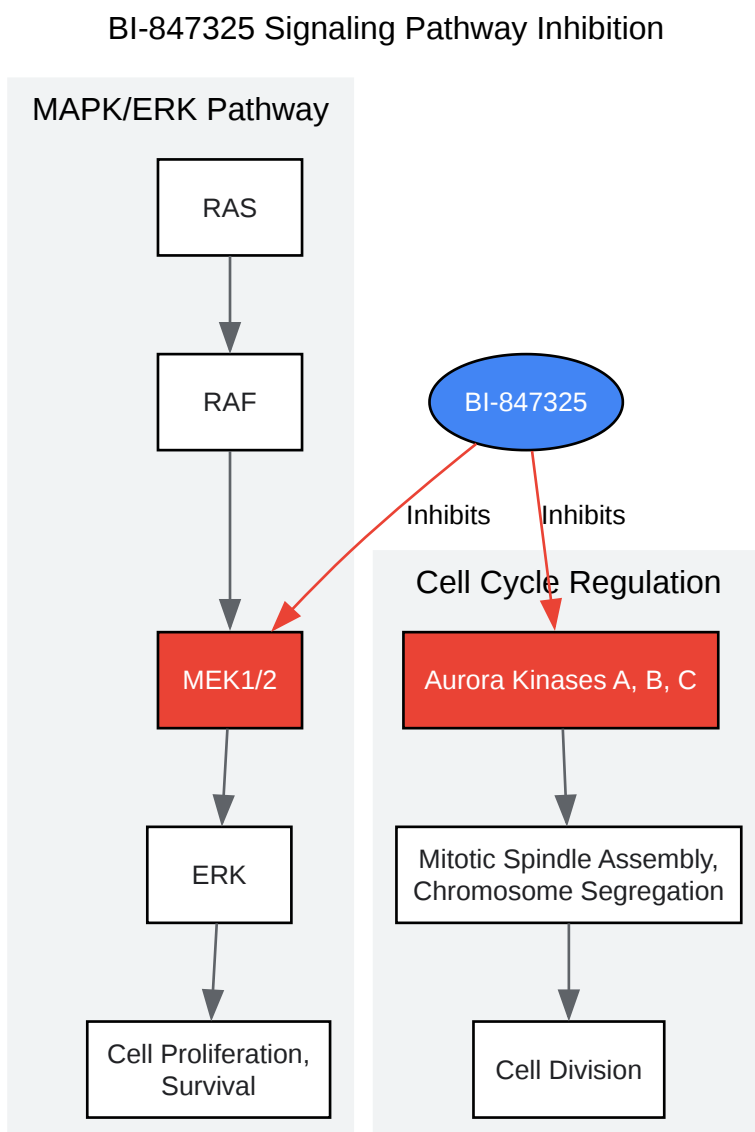 BI-847325 Signaling Pathway Inhibition
MAPK/ERK Pathway
RAS
RAF
BI-847325
Inhibits
Inhibits
Cell Cycle Regulation
MEK1/2
Aurora Kinases A, B, C
ERK
Mitotic Spindle Assembly,
Chromosome Segregation
Cell Proliferation,
Survival
Cell Division